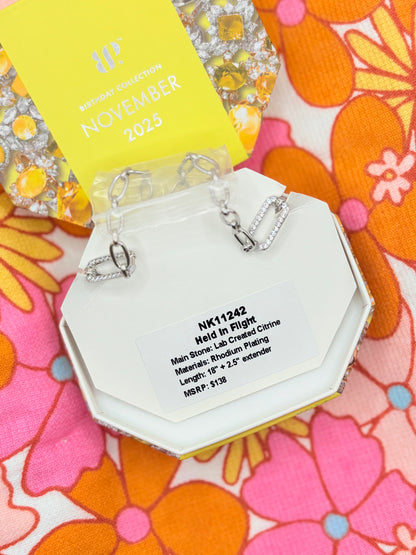 10
BIRTHDAY COLLECTION
NOVEMBER
2025
NK11242
Held In Flight
Main Stone: Lab Created Citrine
Materials: Rhodium Plating
Length: 18" + 2.5" extender
MSRP: $138